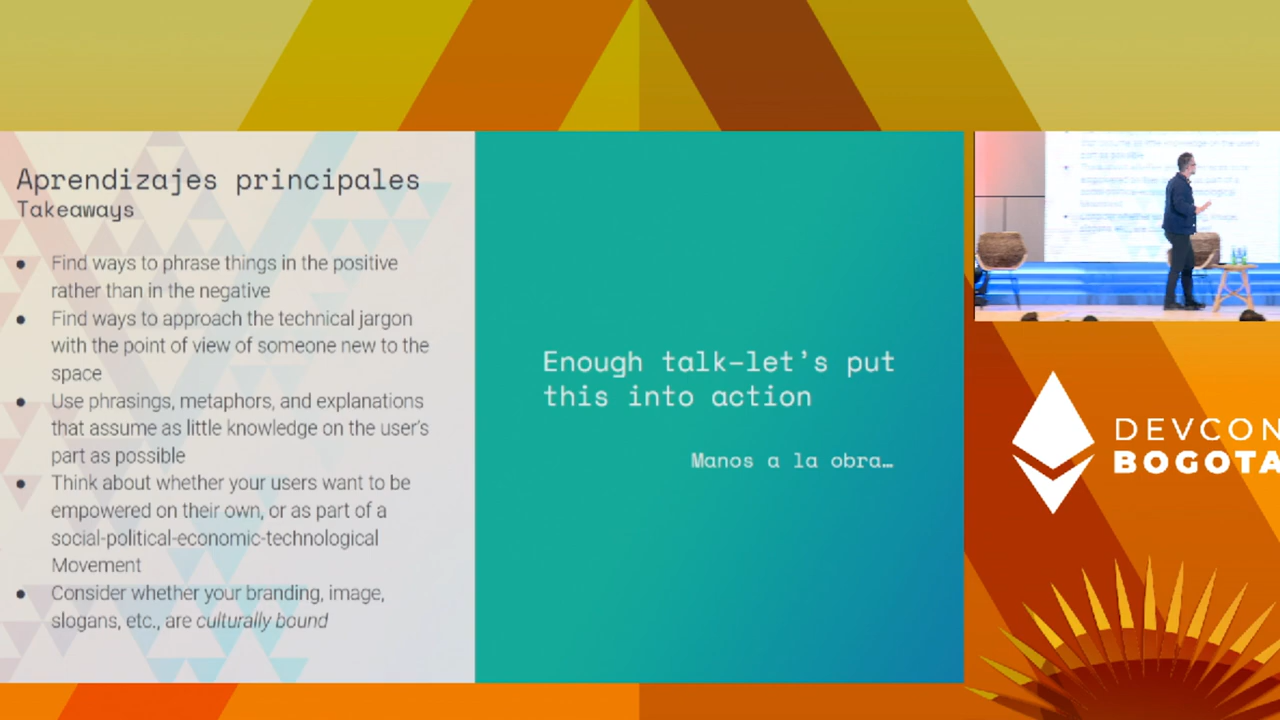 Aprendizajes principales
Takeaways
● Find ways to phrase things in the positive
rather than in the negative
● Find ways to approach the technical jargon
with the point of view of someone new to the
space
● Use phrasings, metaphors, and explanations
that assume as little knowledge on the user's
part as possible
● Think about whether your users want to be
empowered on their own, or as part of a
social-political-economic-technological
Movement
● Consider whether your branding, image,
slogans, etc., are culturally bound
Enough talk–let's put
this into action
Manos a la obra…
DEVCON
BOGOTA